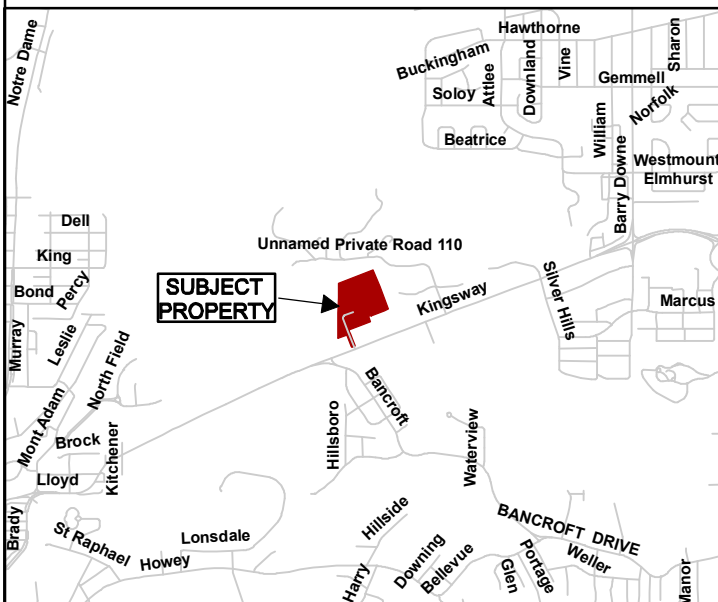 Hawthorne
Sharon
Notre Dame
Buckingham
Downland
Vine
Attlee
Gemmell
Soloy
Norfolk
William
Beatrice
Barry Downe
Westmount
Elmhurst
Dell
Unnamed Private Road 110
King
Percy
Bond
SUBJECT
PROPERTY
Kingsway
Silver Hills
Marcus
Murray
Leslie
North Field
Bancroft
Mont Adam
Hillsboro
Waterview
Brock
Kitchener
Lloyd
Brady
St Raphael
Lonsdale
Howey
Hillside
BANCROFT DRIVE
Harry
Downing
Bellevue
Glen
Portage
Weller
Manor